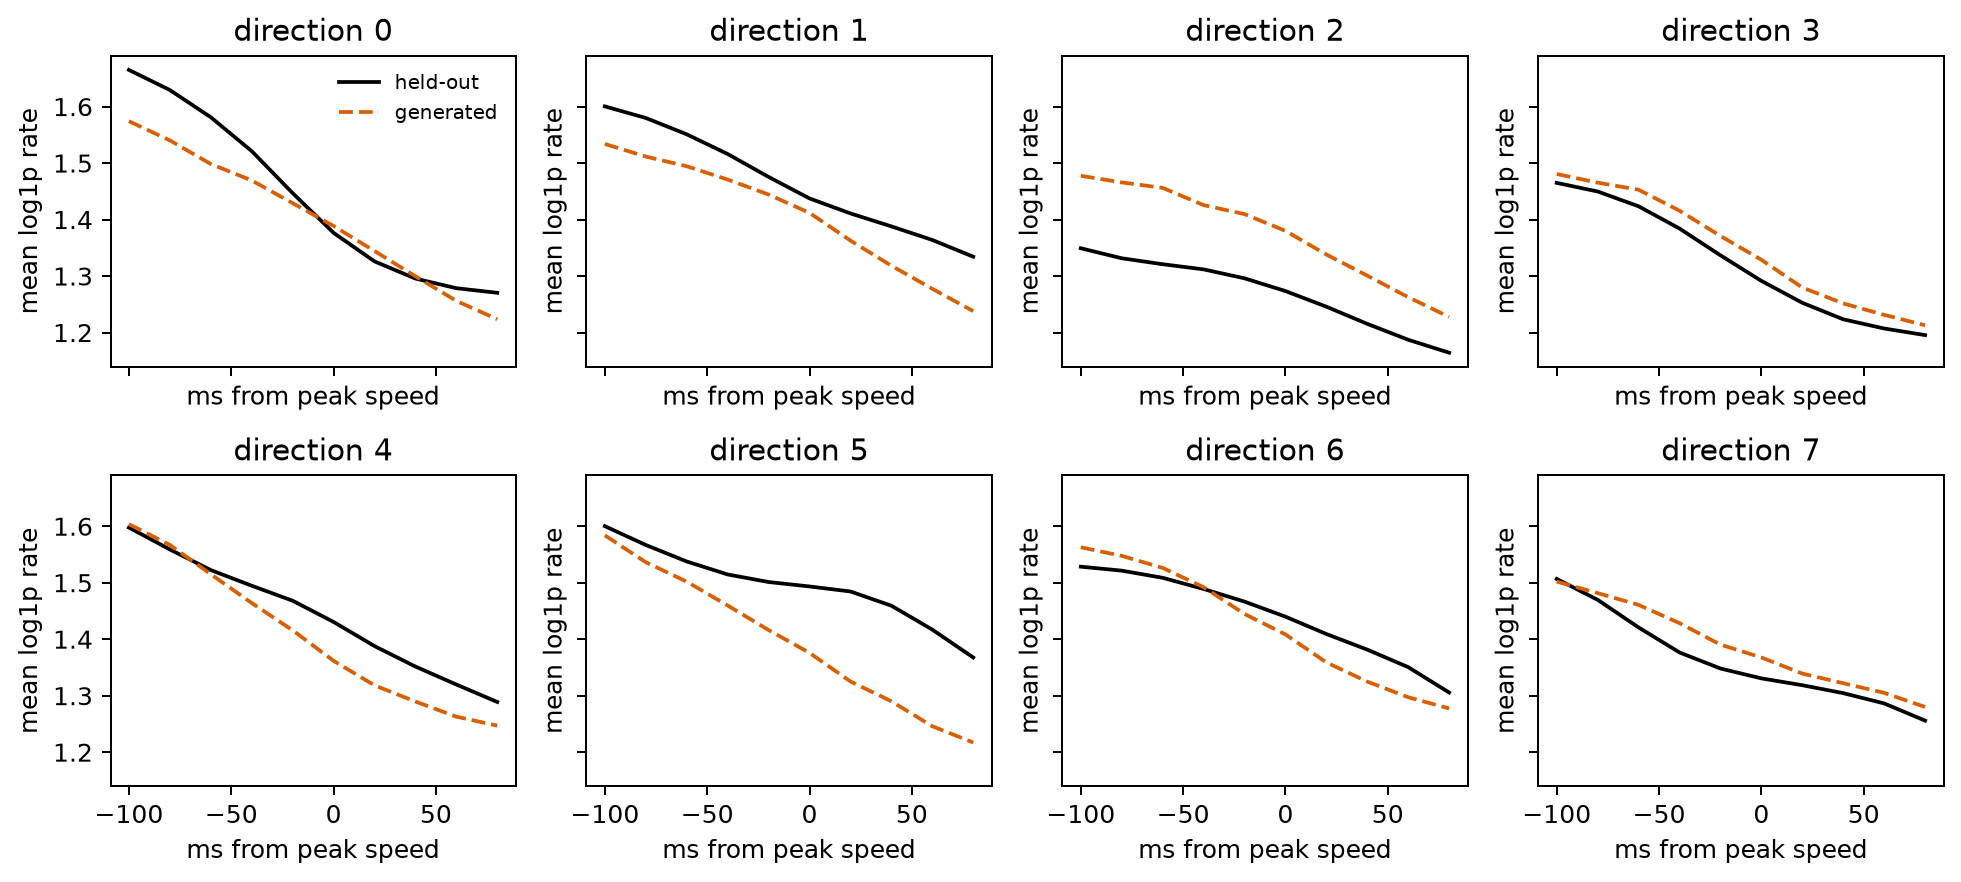 direction 0
direction 1
direction 2
direction 3
held-out
generated
mean log1p rate
1.6
1.5
1.4
1.3
1.2
mean log1p rate
mean log1p rate
mean log1p rate
ms from peak speed
ms from peak speed
ms from peak speed
ms from peak speed
direction 4
direction 5
direction 6
direction 7
mean log1p rate
1.6
1.5
1.4
1.3
1.2
mean log1p rate
mean log1p rate
mean log1p rate
−100 −50 0 50
−100 −50 0 50
−100 −50 0 50
−100 −50 0 50
ms from peak speed
ms from peak speed
ms from peak speed
ms from peak speed